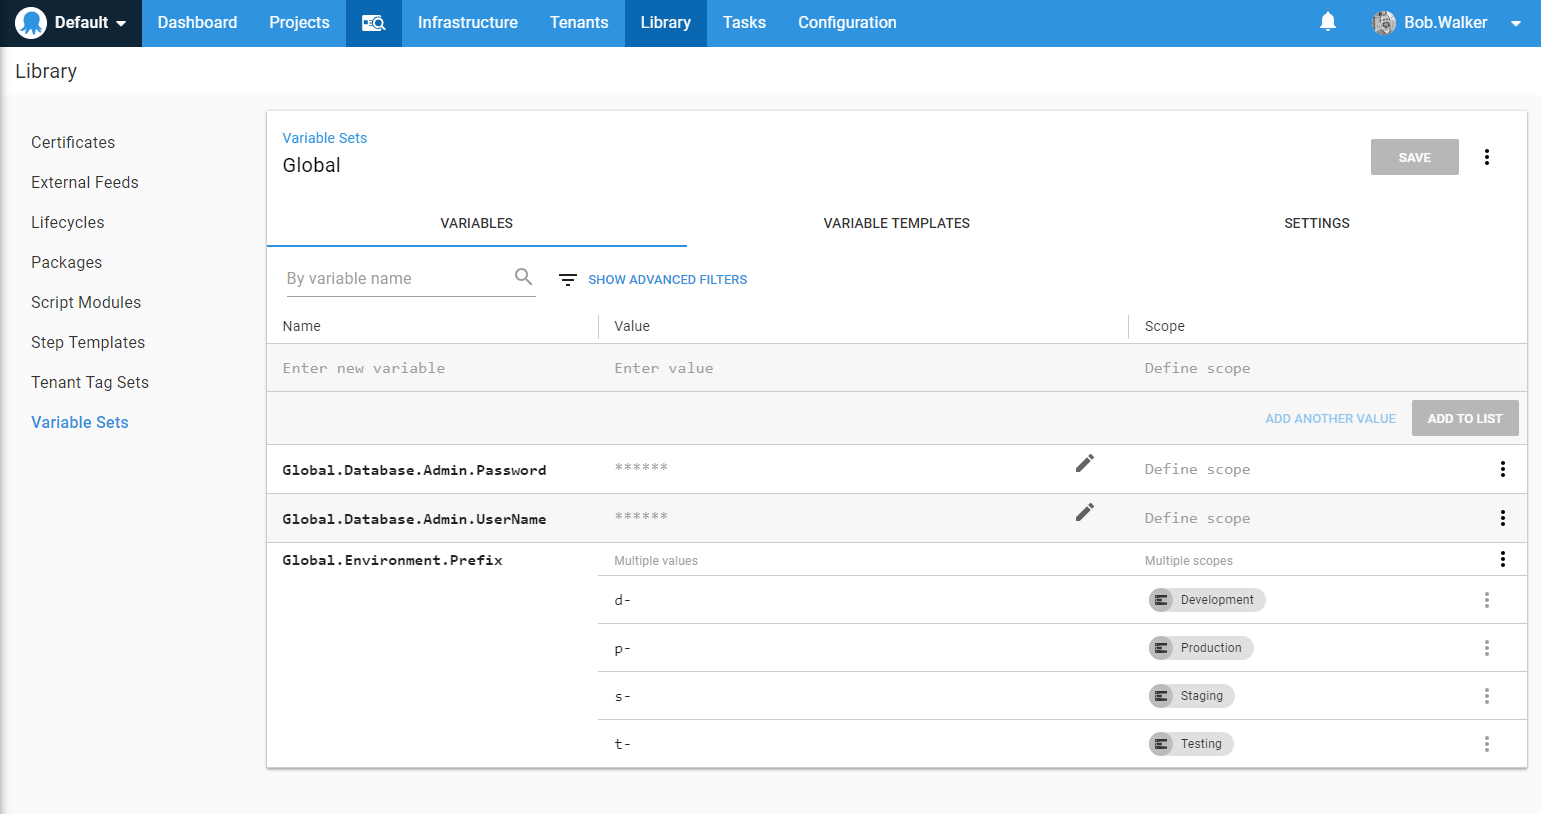 Default Dashboard Projects Infrastructure Tenants Library Tasks Configuration Bob.Walker
Library
Certificates
External Feeds
Lifecycles
Packages
Script Modules
Step Templates
Tenant Tag Sets
Variable Sets
Variable Sets
Global
SAVE
VARIABLES VARIABLE TEMPLATES SETTINGS
By variable name SHOW ADVANCED FILTERS
Name Value Scope
Enter new variable Enter value Define scope
ADD ANOTHER VALUE ADD TO LIST
Global.Database.Admin.Password ****** Define scope
Global.Database.Admin.UserName ****** Define scope
Global.Environment.Prefix Multiple values Multiple scopes
d- Development
p- Production
s- Staging
t- Testing